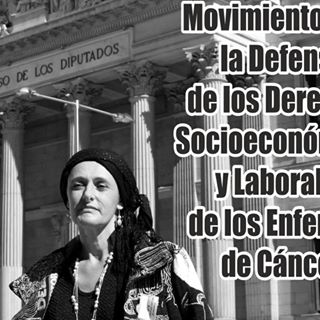 SO DE LOS DIPUTADOS
Movimiento
la Defens
de los Dere
Socioeconó
y Laboral
de los Enfer
de Cánce